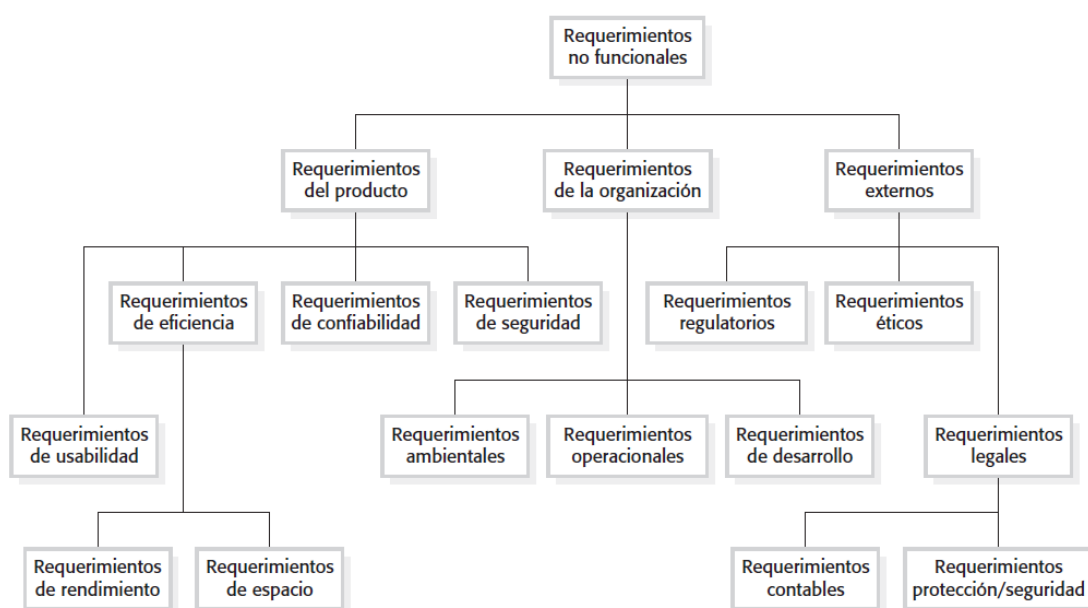 Requerimientos
no funcionales
Requerimientos
del producto
Requerimientos
de la organización
Requerimientos
externos
Requerimientos
de eficiencia
Requerimientos
de confiabilidad
Requerimientos
de seguridad
Requerimientos
regulatorios
Requerimientos
éticos
Requerimientos
de usabilidad
Requerimientos
ambientales
Requerimientos
operacionales
Requerimientos
de desarrollo
Requerimientos
legales
Requerimientos
de rendimiento
Requerimientos
de espacio
Requerimientos
contables
Requerimientos
protección/seguridad